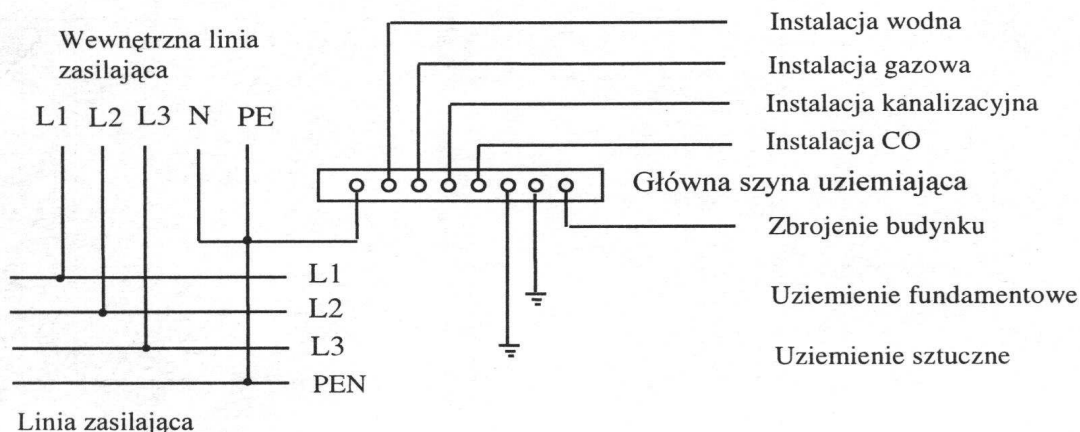 Wewnętrzna linia
zasilająca
L1 L2 L3 N PE
Instalacja wodna
Instalacja gazowa
Instalacja kanalizacyjna
Instalacja CO
Główna szyna uziemiająca
Zbrojenie budynku
L1
L2
Uziemienie fundamentowe
L3
Uziemienie sztuczne
PEN
Linia zasilająca